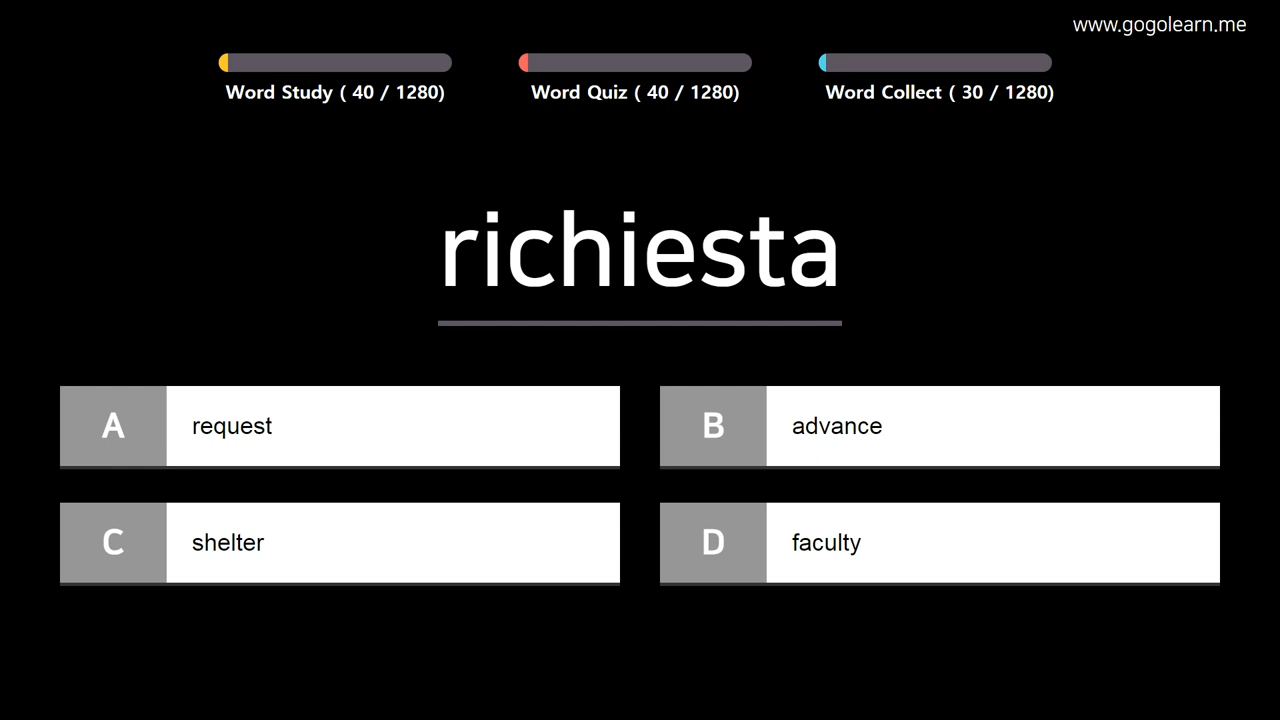 www.gogolearn.me
Word Study ( 40 / 1280)
Word Quiz ( 40 / 1280)
Word Collect ( 30 / 1280)
richiesta
A request
B advance
C shelter
D faculty